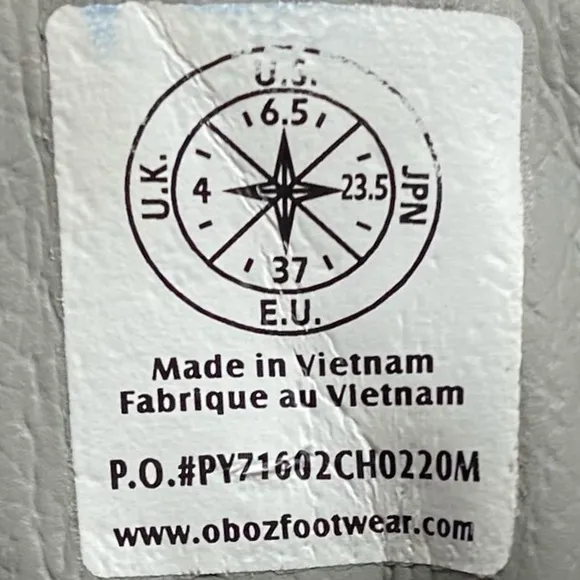 U.S.
6.5
U.K. 4 23.5 JPN
37
E.U.
Made in Vietnam
Fabrique au Vietnam
P.O.#PY71602CH0220M
www.obozfootwear.com